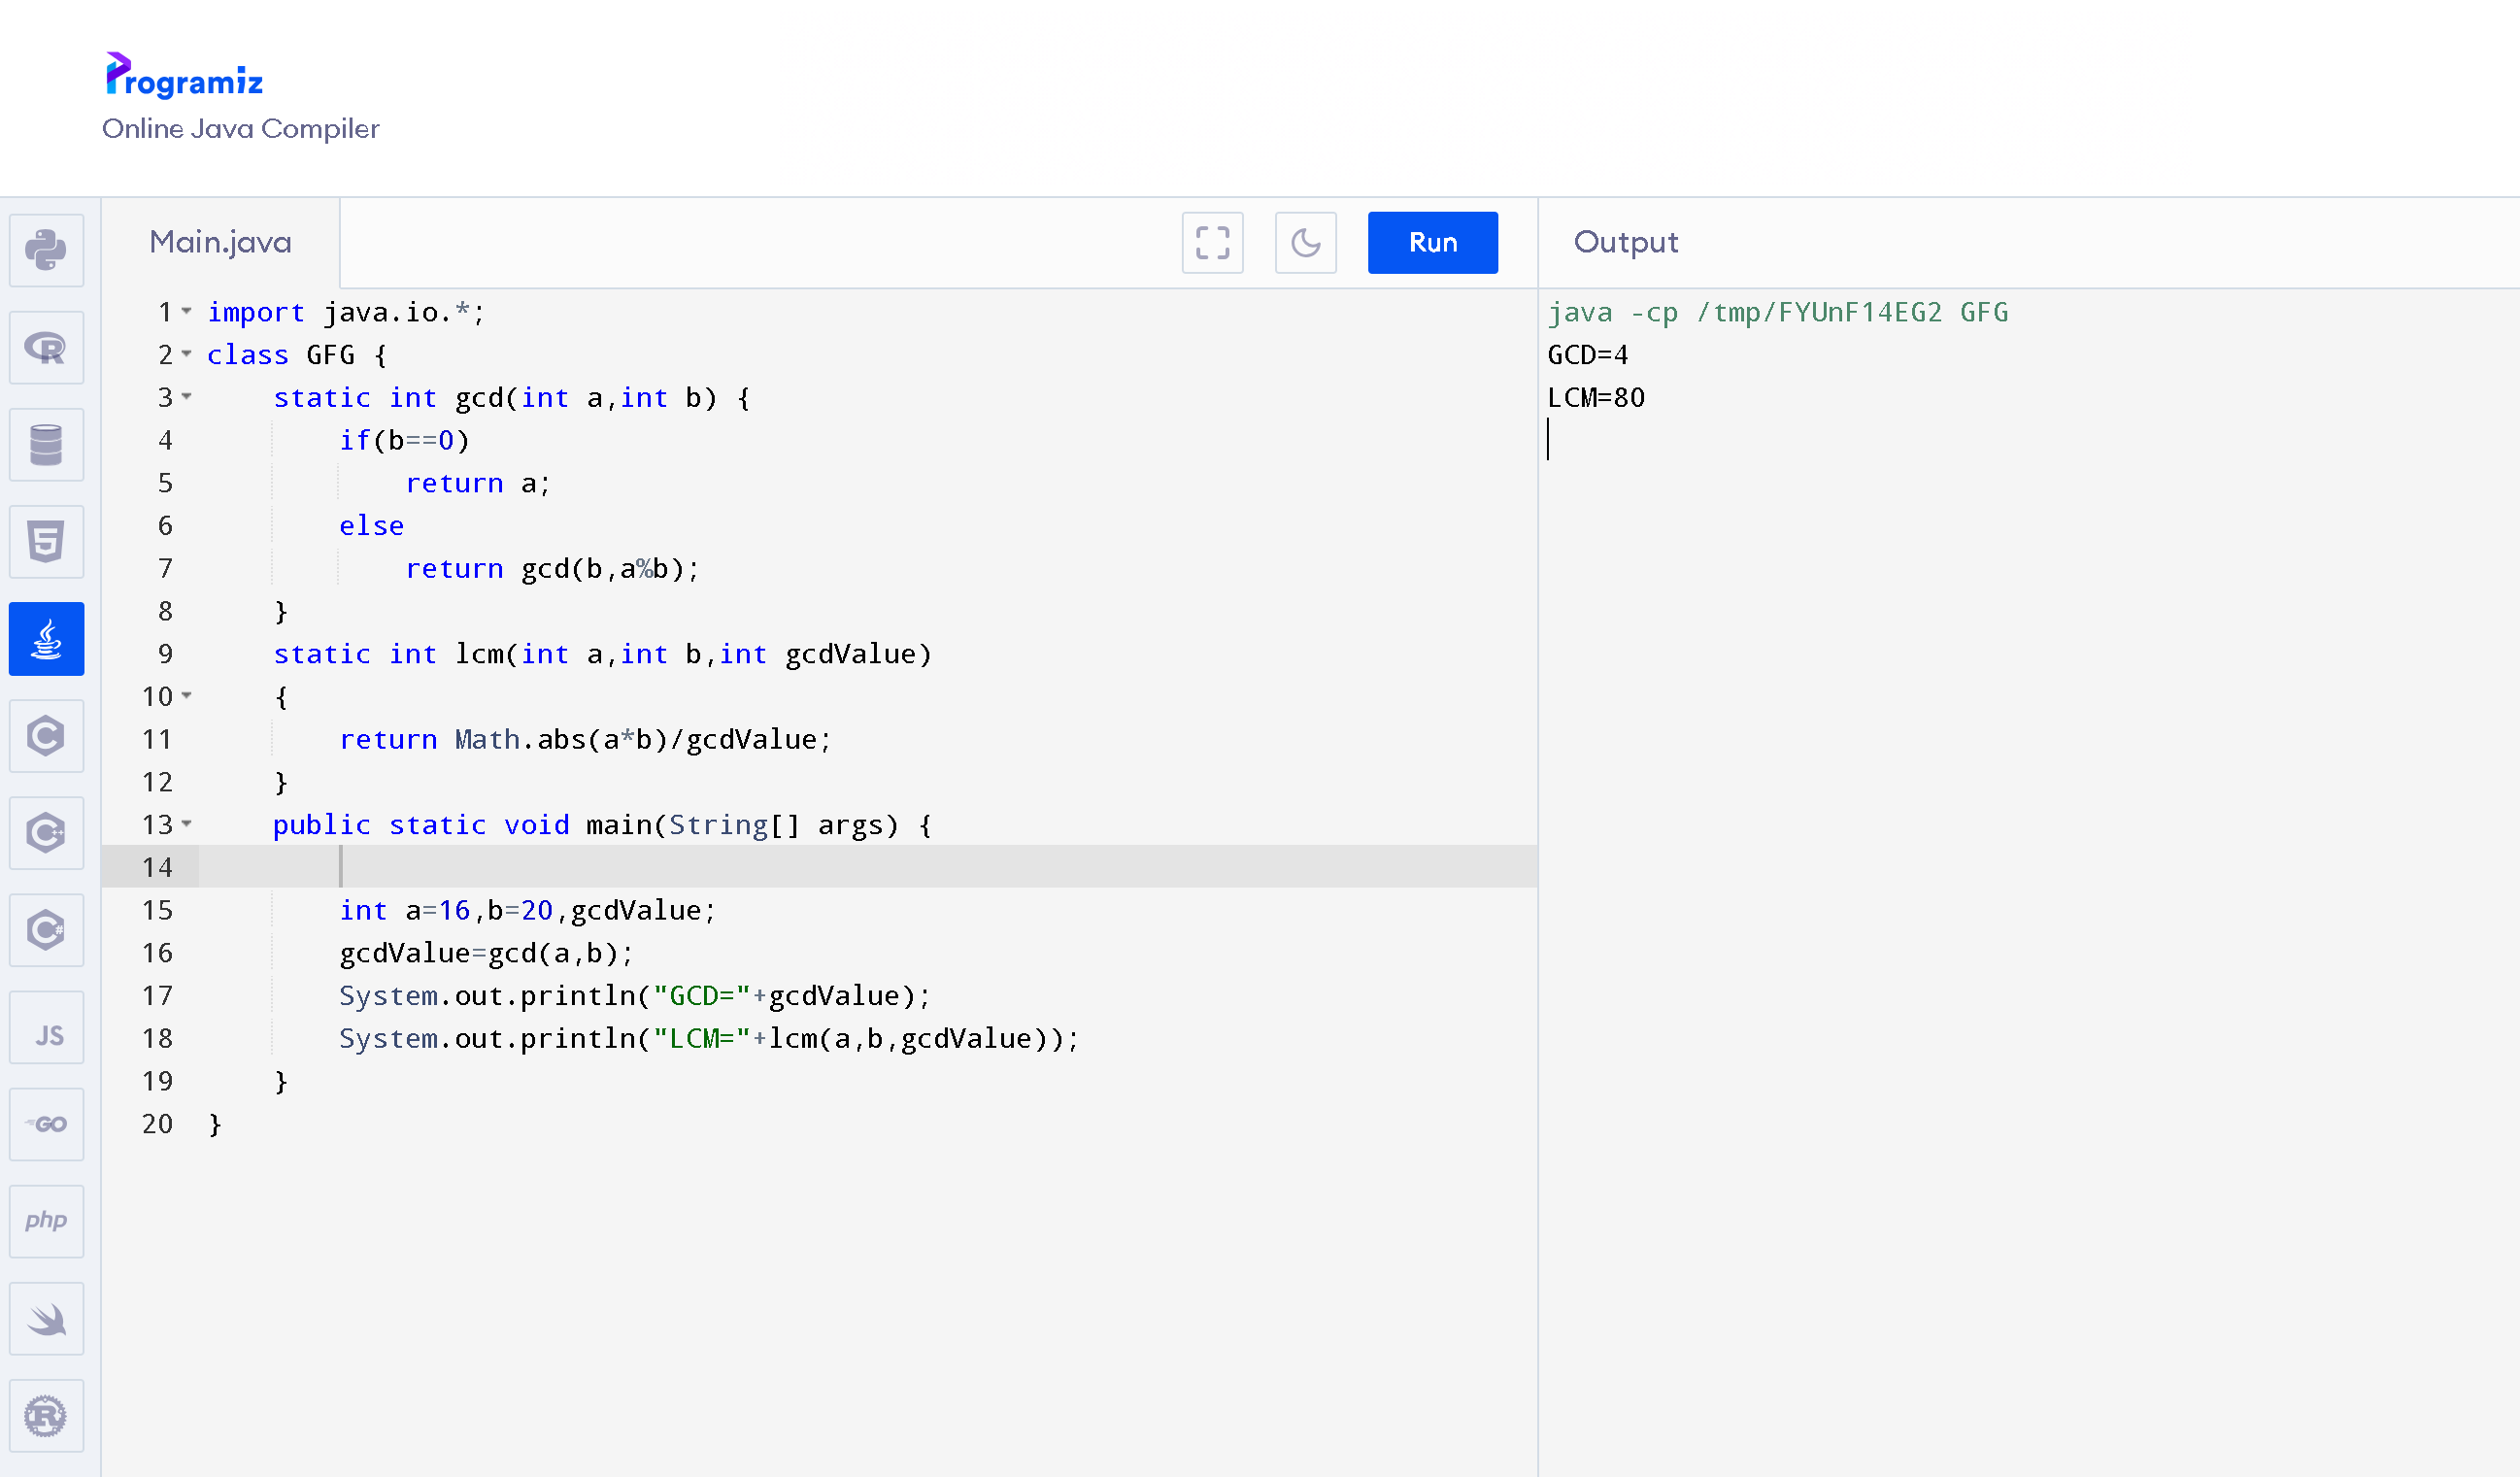 Programiz
Online Java Compiler
Main.java
Run
Output
1 import java.io.*;
2 class GFG {
3     static int gcd(int a,int b) {
4         if(b==0)
5             return a;
6         else
7             return gcd(b,a%b);
8     }
9     static int lcm(int a,int b,int gcdValue)
10     {
11         return Math.abs(a*b)/gcdValue;
12     }
13     public static void main(String[] args) {
14
15         int a=16,b=20,gcdValue;
16         gcdValue=gcd(a,b);
17         System.out.println("GCD="+gcdValue);
18         System.out.println("LCM="+lcm(a,b,gcdValue));
19     }
20 }
java -cp /tmp/FYUnF14EG2 GFG
GCD=4
LCM=80
R
5
C
C++
C#
JS
GO
php
R